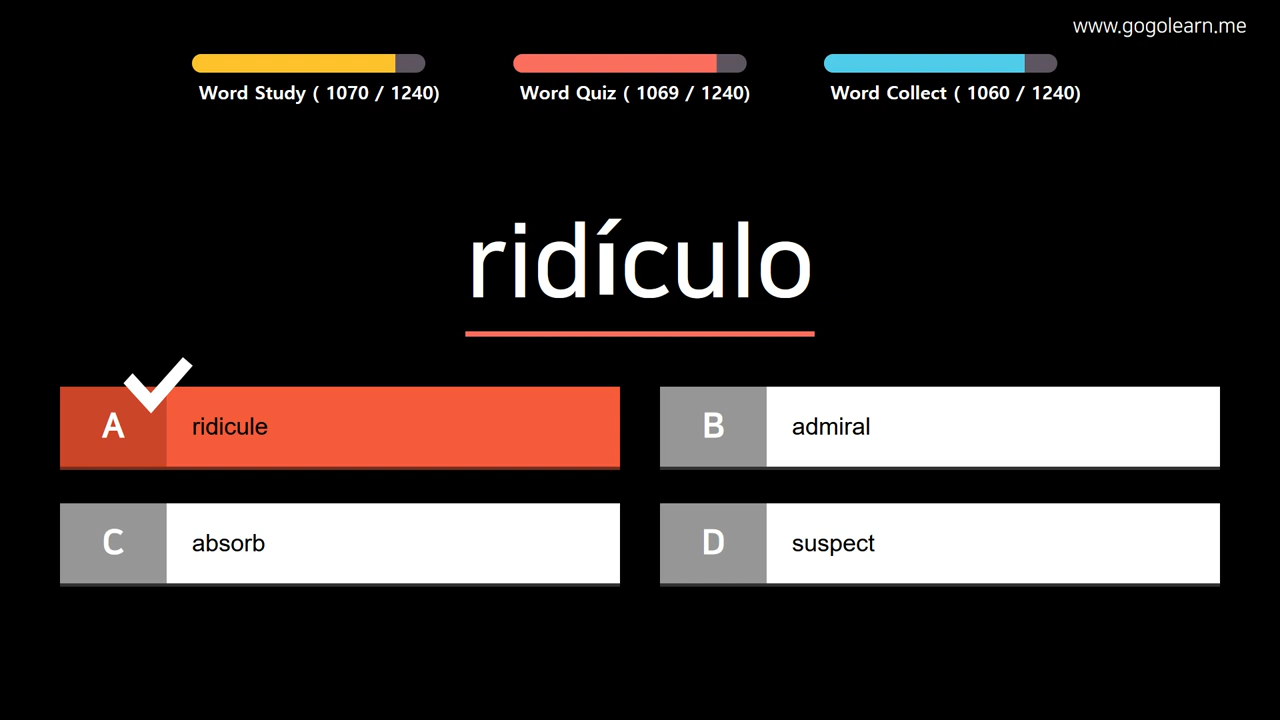 www.gogolearn.me
Word Study ( 1070 / 1240)
Word Quiz ( 1069 / 1240)
Word Collect ( 1060 / 1240)
ridículo
A ridicule
B admiral
C absorb
D suspect